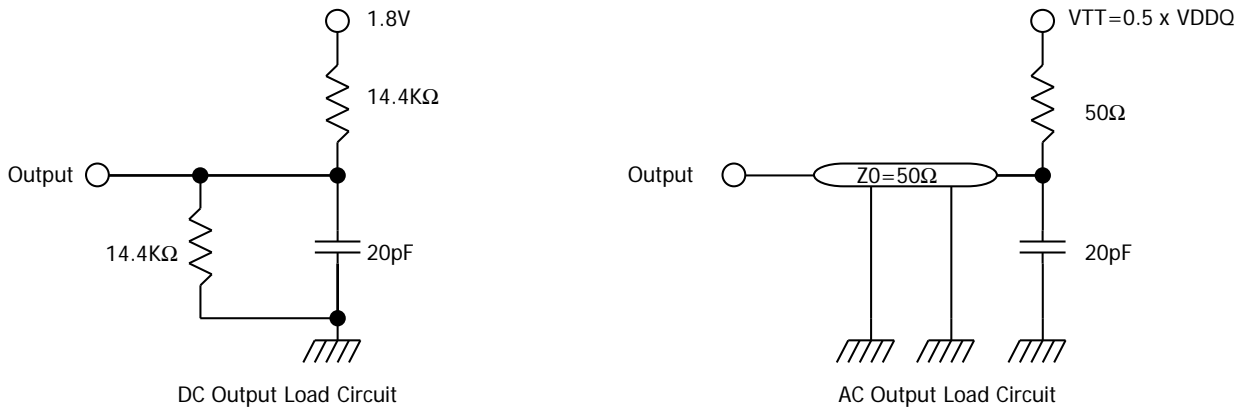 1.8V
14.4KΩ
Output
14.4KΩ
20pF
DC Output Load Circuit
VTT=0.5 x VDDQ
50Ω
Output
Z0=50Ω
20pF
AC Output Load Circuit